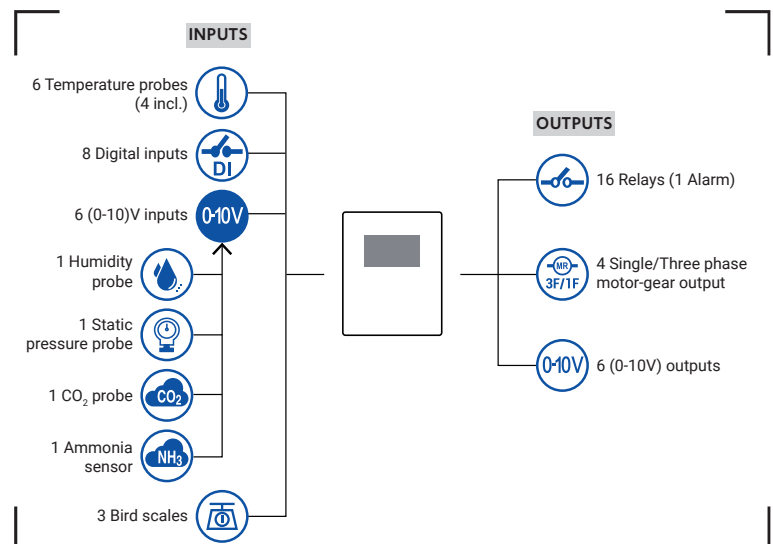 INPUTS
6 Temperature probes
(4 incl.)
8 Digital inputs
DI
6 (0-10)V inputs
0-10V
1 Humidity
probe
1 Static
pressure probe
1 CO₂ probe
CO₂
1 Ammonia
sensor
NH₃
3 Bird scales
OUTPUTS
16 Relays (1 Alarm)
MR
3F/1F
4 Single/Three phase
motor-gear output
0-10V
6 (0-10V) outputs